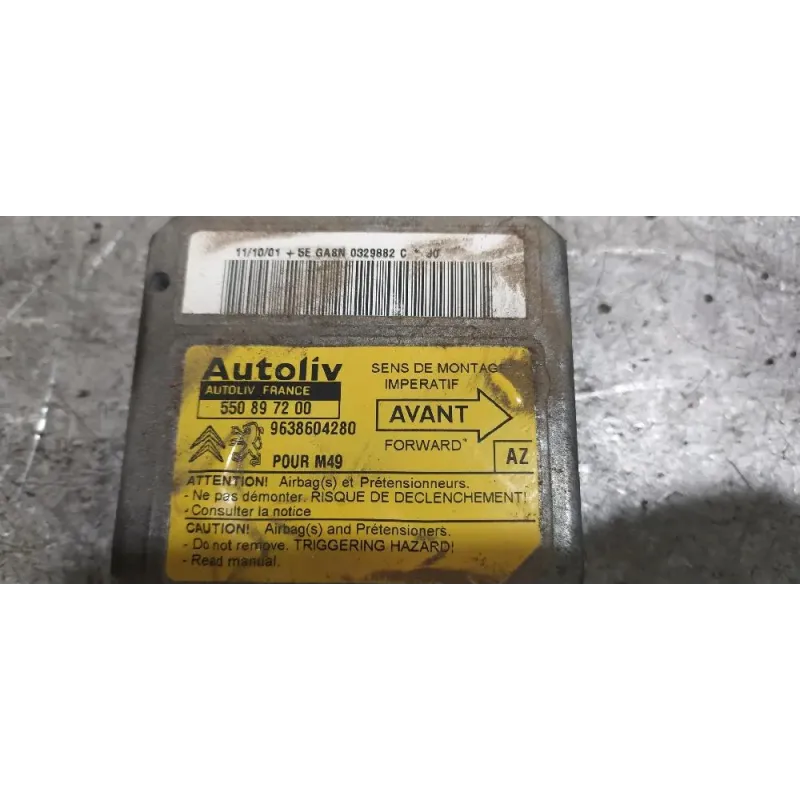 11/10/01 + 5E GA8N 0329882 C
Autoliv
AUTOLIV FRANCE
550 89 72 00
9638604280
POUR M49
SENS DE MONTAG
IMPERATIF
AVANT
FORWARD
AZ
ATTENTION! Airbag(s) et Prétensionneurs.
- Ne pas démonter. RISQUE DE DECLENCHEMENT!
- Consulter la notice
CAUTION! Airbag(s) and Prétensioners.
- Do not remove. TRIGGERING HAZARD!
- Read manual.